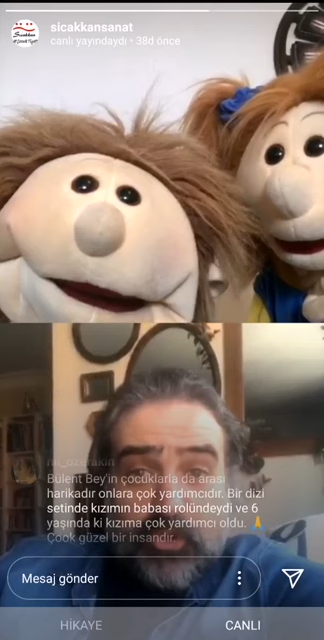 sicakkansanat
canlı yayındaydı • 38d önce
Bülent Bey'in çocuklarla da arası
harikadır onlara çok yardımcıdır. Bir dizi
setinde kızımın babası rolündeydi ve 6
yaşında ki kızıma çok yardımcı oldu. 🙏
Çook güzel bir insandır.
Mesaj gönder
HİKAYE
CANLI